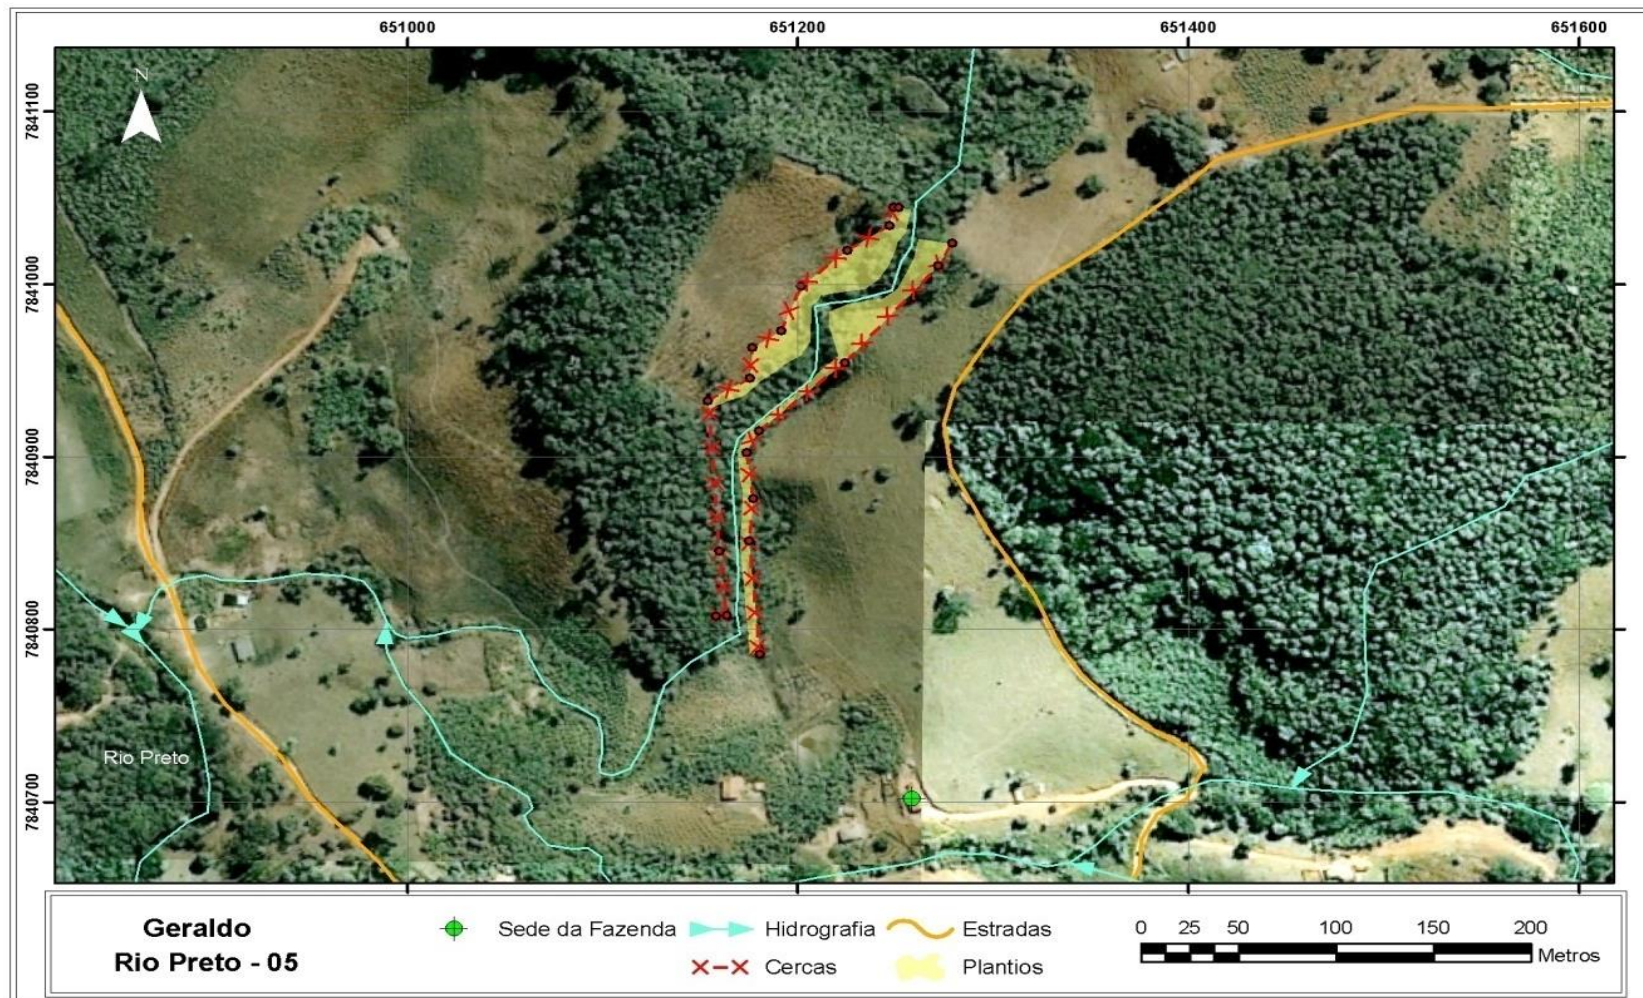 651000 651200 651400 651600
7841100
7841000
7840900
7840800
7840700
N
Rio Preto
Geraldo
Rio Preto - 05
Sede da Fazenda Hidrografia Estradas
Cercas Plantios
0 25 50 100 150 200
Metros